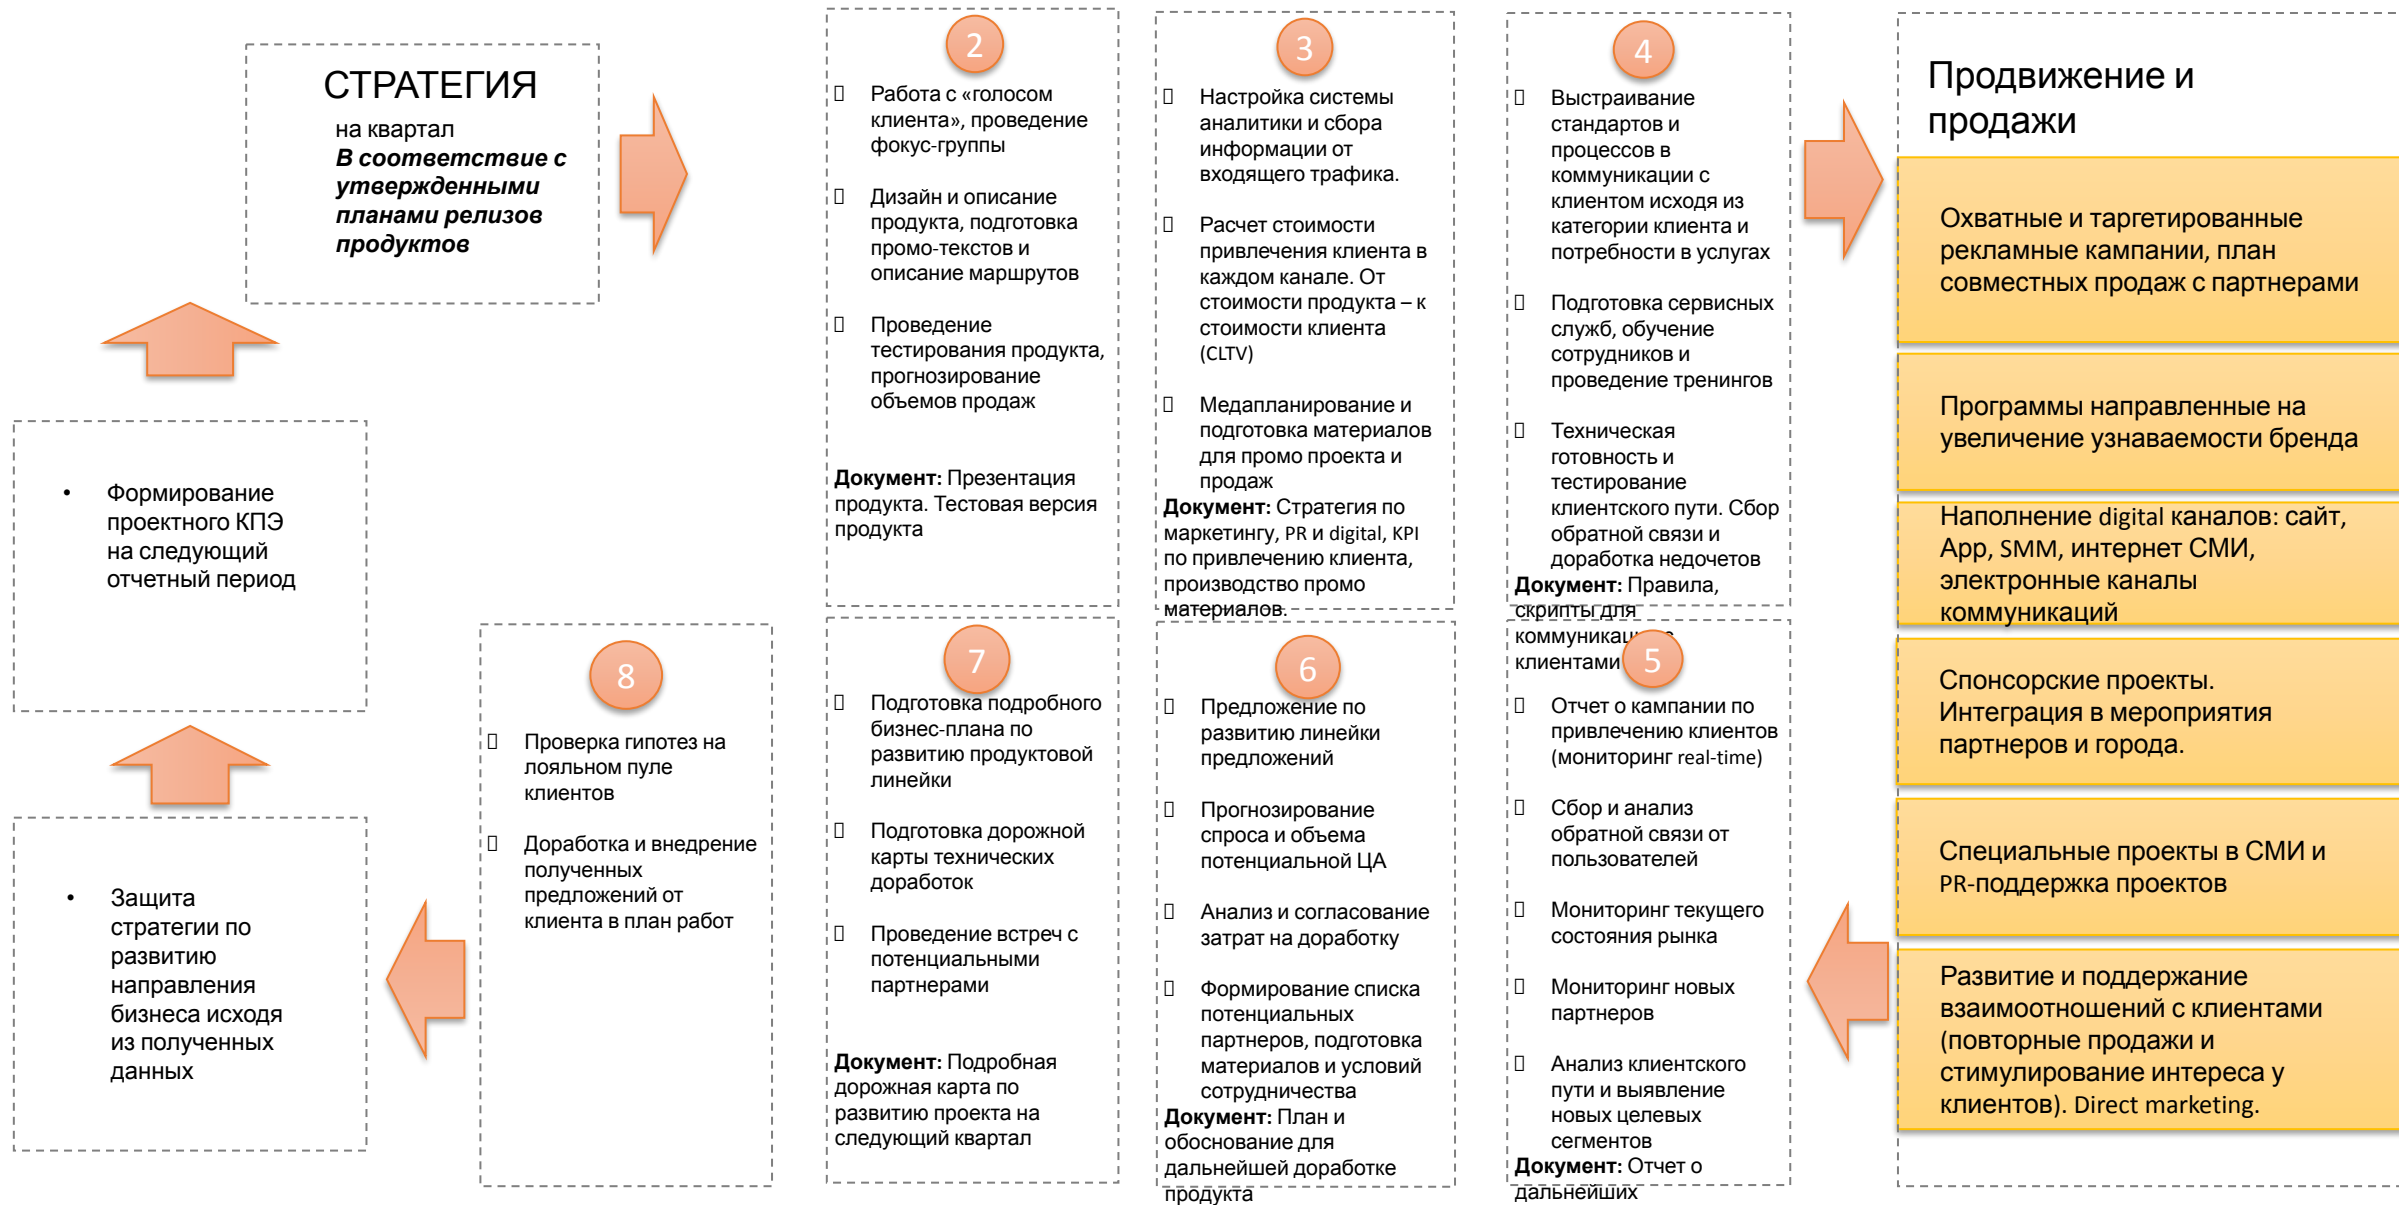 СТРАТЕГИЯ
на квартал
В соответствие с
утвержденными
планами релизов
продуктов
2
Работа с «голосом
клиента», проведение
фокус-группы
Дизайн и описание
продукта, подготовка
промо-текстов и
описание маршрутов
Проведение
тестирования продукта,
прогнозирование
объемов продаж
Документ: Презентация
продукта. Тестовая версия
продукта
3
Настройка системы
аналитики и сбора
информации от
входящего трафика.
Расчет стоимости
привлечения клиента в
каждом канале. От
стоимости продукта – к
стоимости клиента
(CLTV)
Медапланирование и
подготовка материалов
для промо проекта и
продаж
Документ: Стратегия по
маркетингу, PR и digital, KPI
по привлечению клиента,
производство промо
материалов.
4
Выстраивание
стандартов и
процессов в
коммуникации с
клиентом исходя из
категории клиента и
потребности в услугах
Подготовка сервисных
служб, обучение
сотрудников и
проведение тренингов
Техническая
готовность и
тестирование
клиентского пути. Сбор
обратной связи и
доработка недочетов
Документ: Правила,
скрипты для
клиентами
Продвижение и
продажи
Охватные и таргетированные
рекламные кампании, план
совместных продаж с партнерами
Программы направленные на
увеличение узнаваемости бренда
Наполнение digital каналов: сайт,
App, SMM, интернет СМИ,
электронные каналы
коммуникаций
Спонсорские проекты.
Интеграция в мероприятия
партнеров и города.
Специальные проекты в СМИ и
PR-поддержка проектов
Развитие и поддержание
взаимоотношений с клиентами
(повторные продажи и
стимулирование интереса у
клиентов). Direct marketing.
5
Отчет о кампании по
привлечению клиентов
(мониторинг real-time)
Сбор и анализ
обратной связи от
пользователей
Мониторинг текущего
состояния рынка
Мониторинг новых
партнеров
Анализ клиентского
пути и выявление
новых целевых
сегментов
Документ: Отчет о
дальнейших
6
Предложение по
развитию линейки
предложений
Прогнозирование
спроса и объема
потенциальной ЦА
Анализ и согласование
затрат на доработку
Формирование списка
потенциальных
партнеров, подготовка
материалов и условий
сотрудничества
Документ: План и
обоснование для
дальнейшей доработке
продукта
7
Подготовка подробного
бизнес-плана по
развитию продуктовой
линейки
Подготовка дорожной
карты технических
доработок
Проведение встреч с
потенциальными
партнерами
Документ: Подробная
дорожная карта по
развитию проекта на
следующий квартал
8
Проверка гипотез на
лояльном пуле
клиентов
Доработка и внедрение
полученных
предложений от
клиента в план работ
• Защита
стратегии по
развитию
направления
бизнеса исходя
из полученных
данных
• Формирование
проектного КПЭ
на следующий
отчетный период